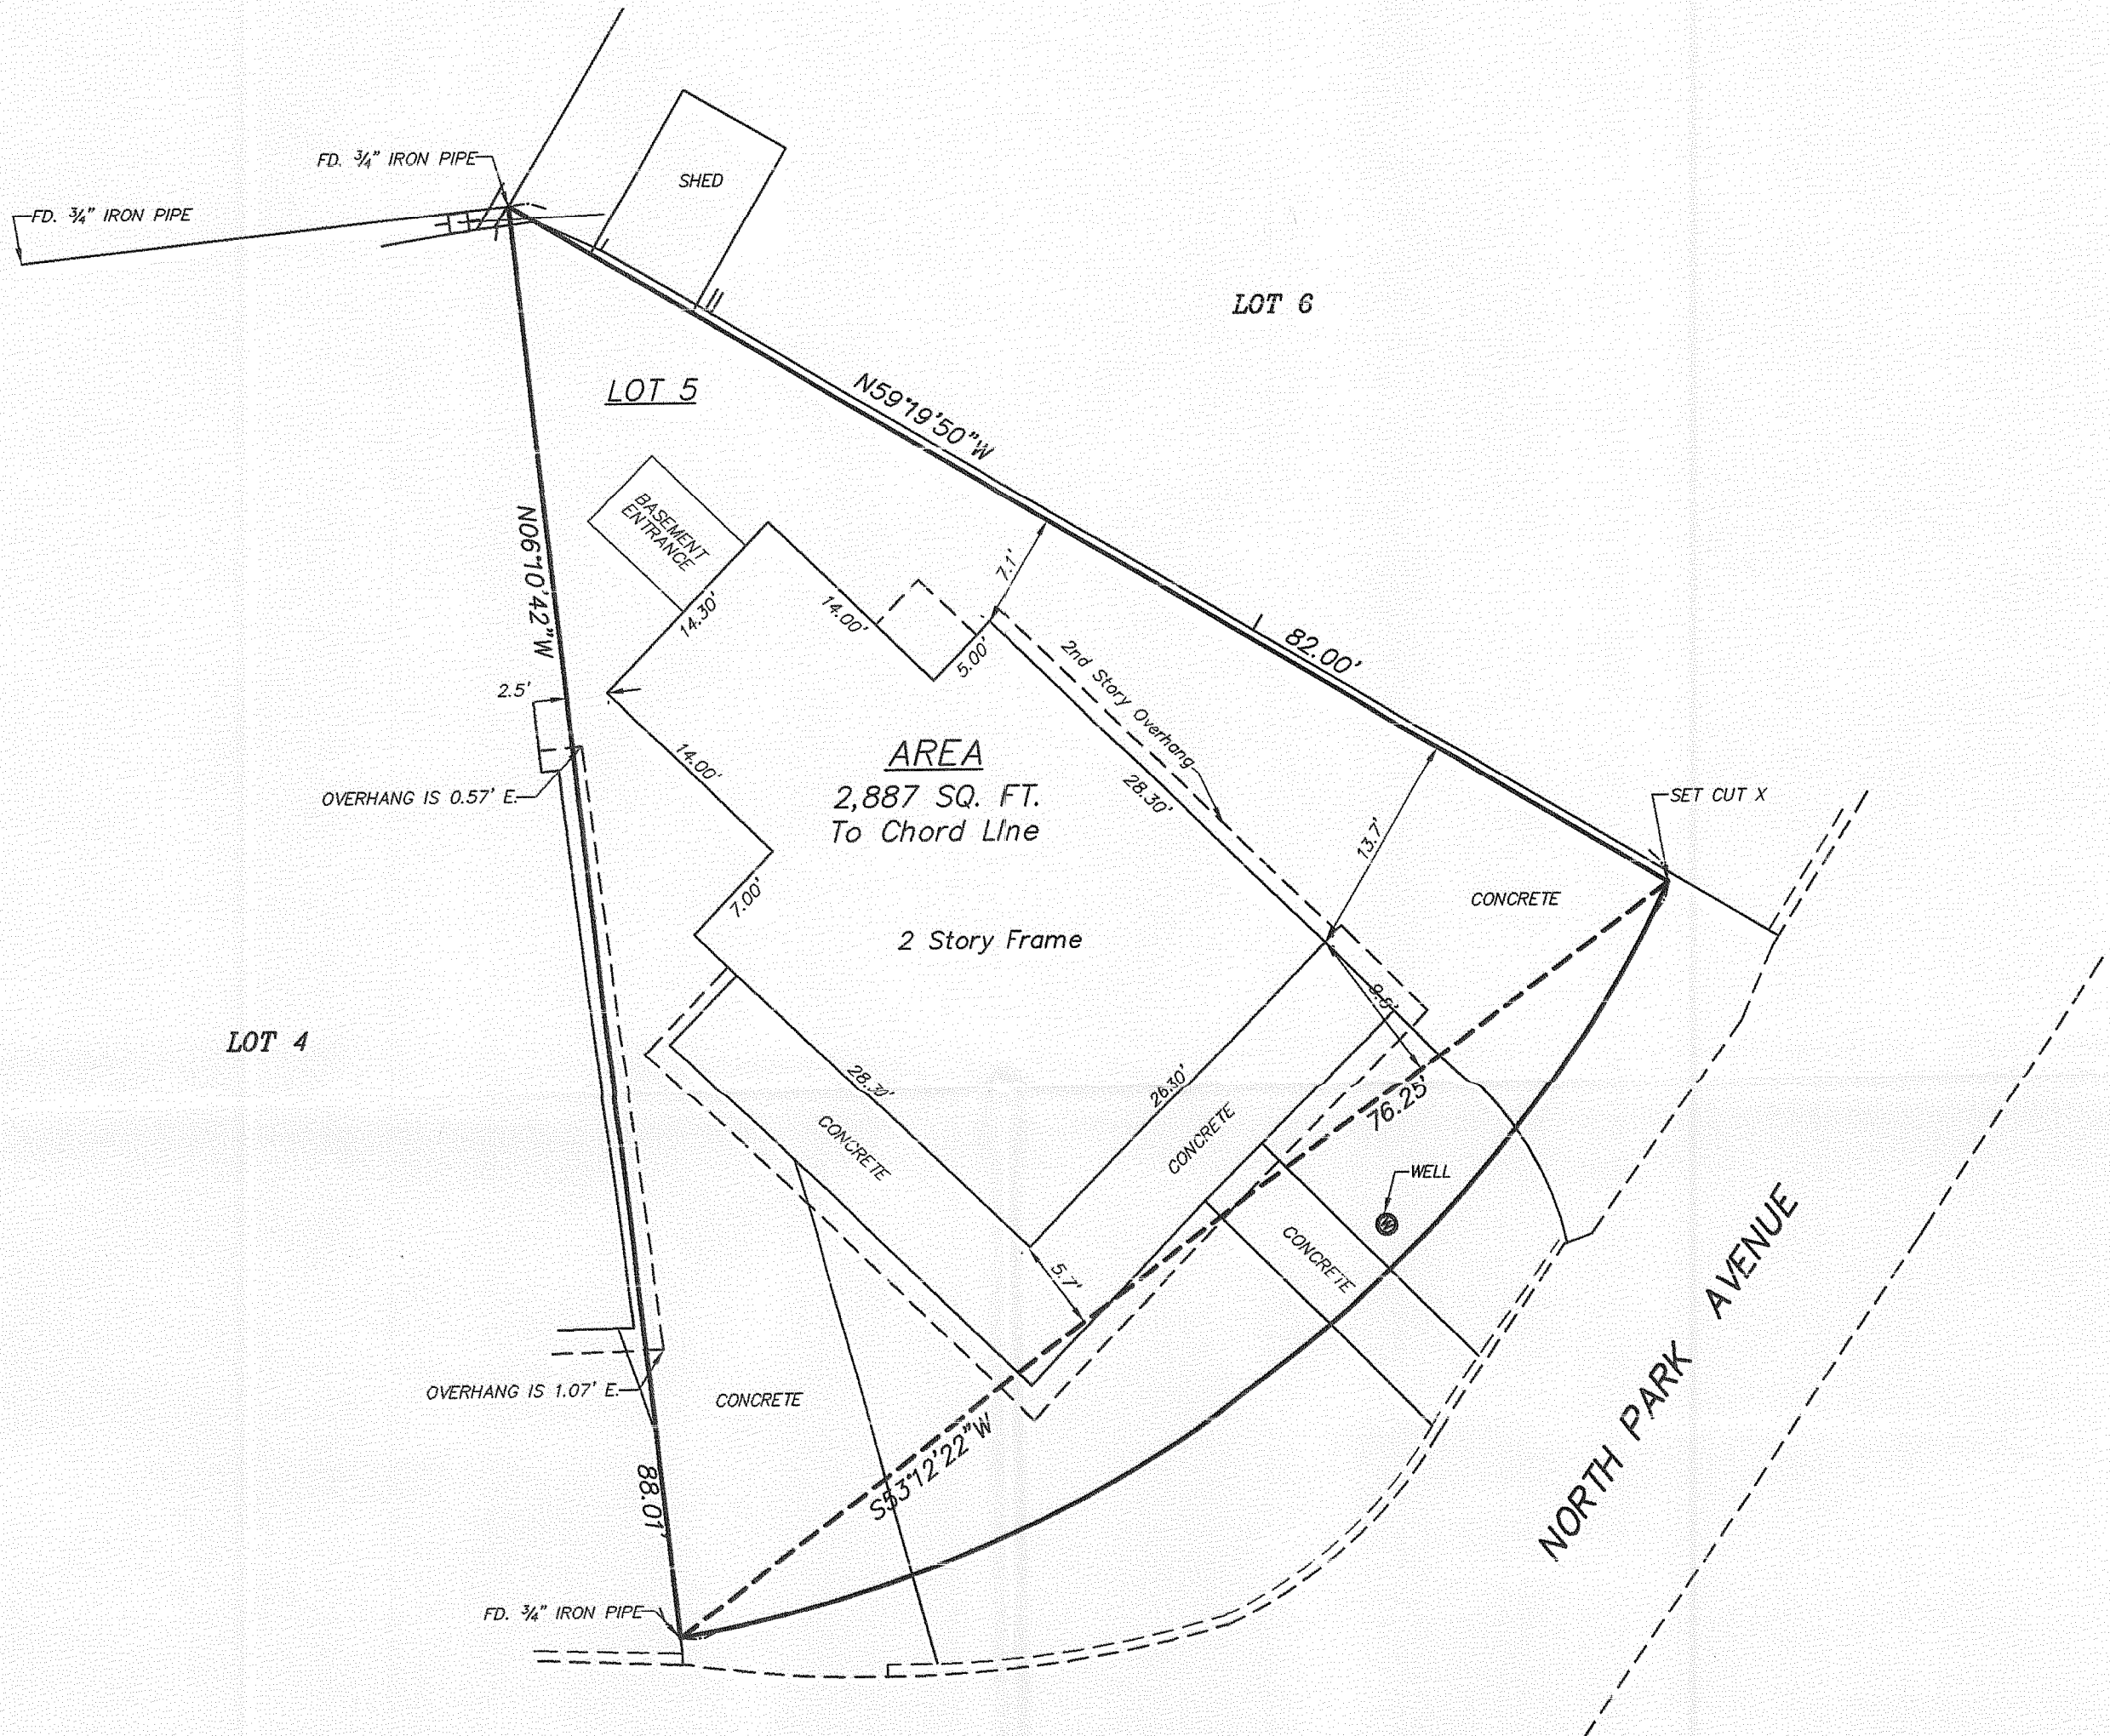 FD. ¾" IRON PIPE
FD. ¾" IRON PIPE
SHED
LOT 6
LOT 5
N59°19'50"W
82.00'
BASEMENT
ENTRANCE
N06°10'42"W
14.30'
14.00'
5.00'
7.1'
2nd Story Overhang
2.5'
14.00'
AREA
2,887 SQ. FT.
To Chord Line
28.30'
13.7'
SET CUT X
OVERHANG IS 0.57' E.
7.00'
2 Story Frame
CONCRETE
LOT 4
28.30'
26.30'
CONCRETE
CONCRETE
76.25'
WELL
W
CONCRETE
5.7'
NORTH PARK AVENUE
OVERHANG IS 1.07' E.
CONCRETE
S53°12'22"W
88.01'
FD. ¾" IRON PIPE